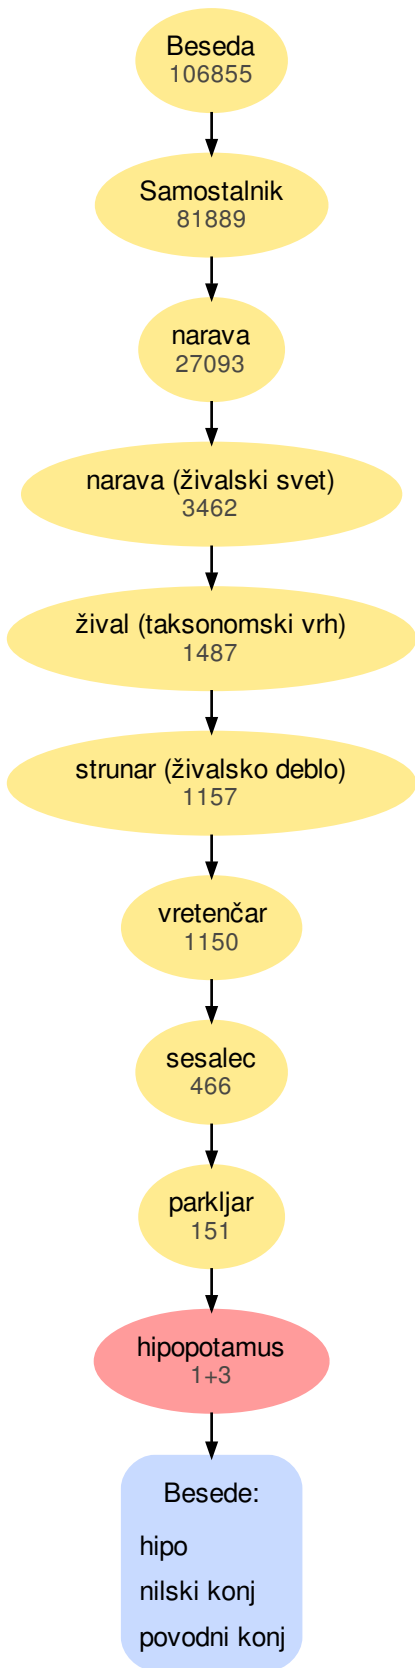 Beseda
106855
Samostalnik
81889
narava
27093
narava (živalski svet)
3462
žival (taksonomski vrh)
1487
strunar (živalsko deblo)
1157
vretenčar
1150
sesalec
466
parkljar
151
hipopotamus
1+3
Besede:
hipo
nilski konj
povodni konj